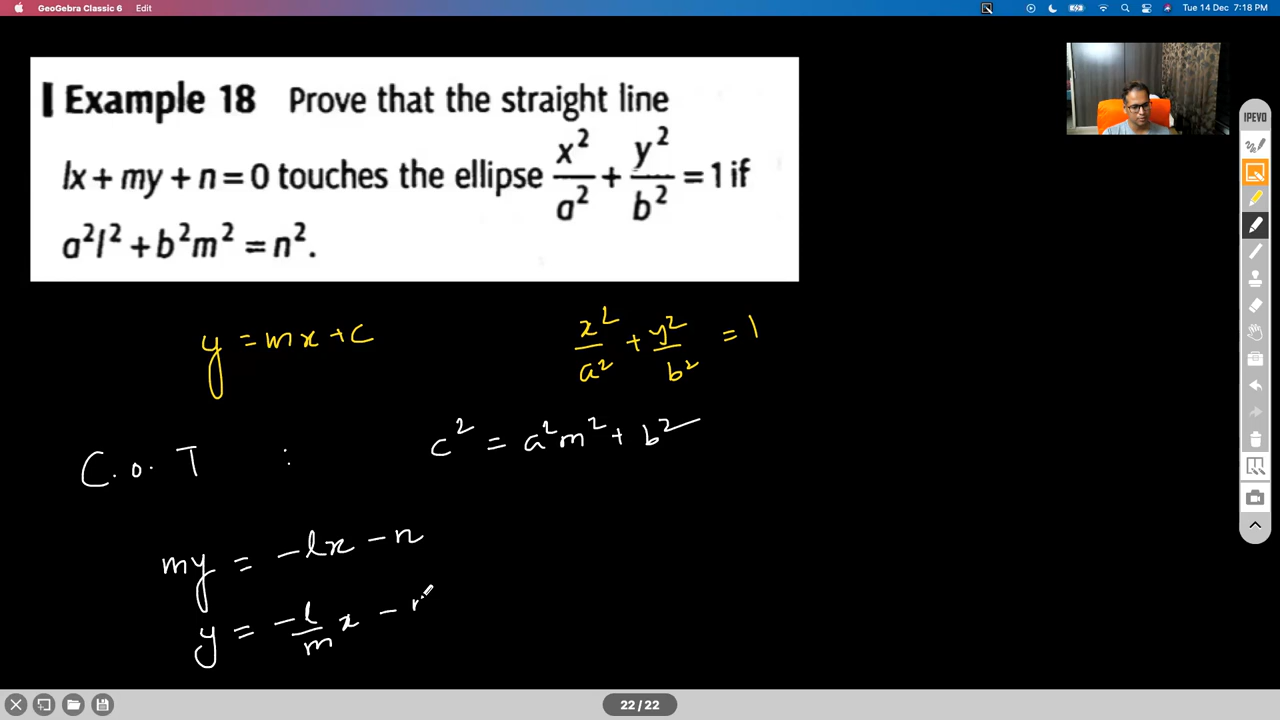 GeoGebra Classic 6 Edit
Tue 14 Dec 7:18 PM
Example 18 Prove that the straight line
lx + my + n = 0 touches the ellipse x²/a² + y²/b² = 1 if
a²l² + b²m² = n².
y = mx + c
x²/a² + y²/b² = 1
C.o.T : c² = a²m² + b²
my = -lx - n
y = -l/m x -
IPEVO
22 / 22